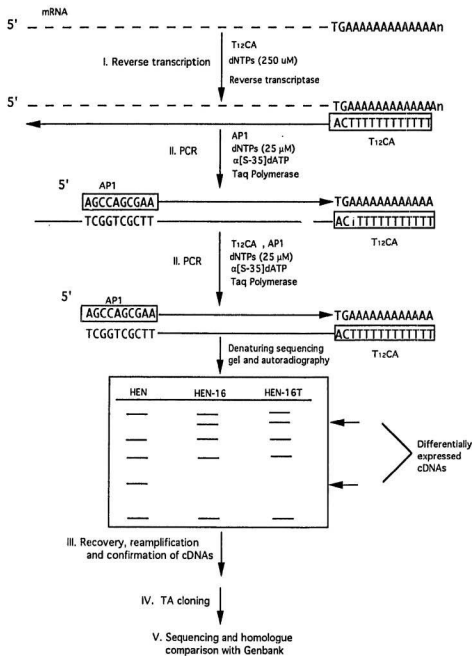 mRNA
5' TGAAAAAAAAAAAAAn
T12CA
dNTPs (250 uM)
I. Reverse transcription
Reverse transcriptase
5' TGAAAAAAAAAAAAAn
ACTTTTTTTTTTTT
T12CA
AP1
II. PCR
dNTPs (25 μM)
α[S-35]dATP
Taq Polymerase
5' AP1
AGCCAGCGAA TGAAAAAAAAAAAA
TCGGTCGCTT ACiTTTTTTTTTTT
T12CA
T12CA , AP1
II. PCR
dNTPs (25 μM)
α[S-35]dATP
Taq Polymerase
5' AP1
AGCCAGCGAA TGAAAAAAAAAAAA
TCGGTCGCTT ACTTTTTTTTTTTT
T12CA
Denaturing sequencing
gel and autoradiography
HEN HEN-16 HEN-16T
Differentially
expressed
cDNAs
III. Recovery, reamplification
and confirmation of cDNAs
IV. TA cloning
V. Sequencing and homologue
comparison with Genbank